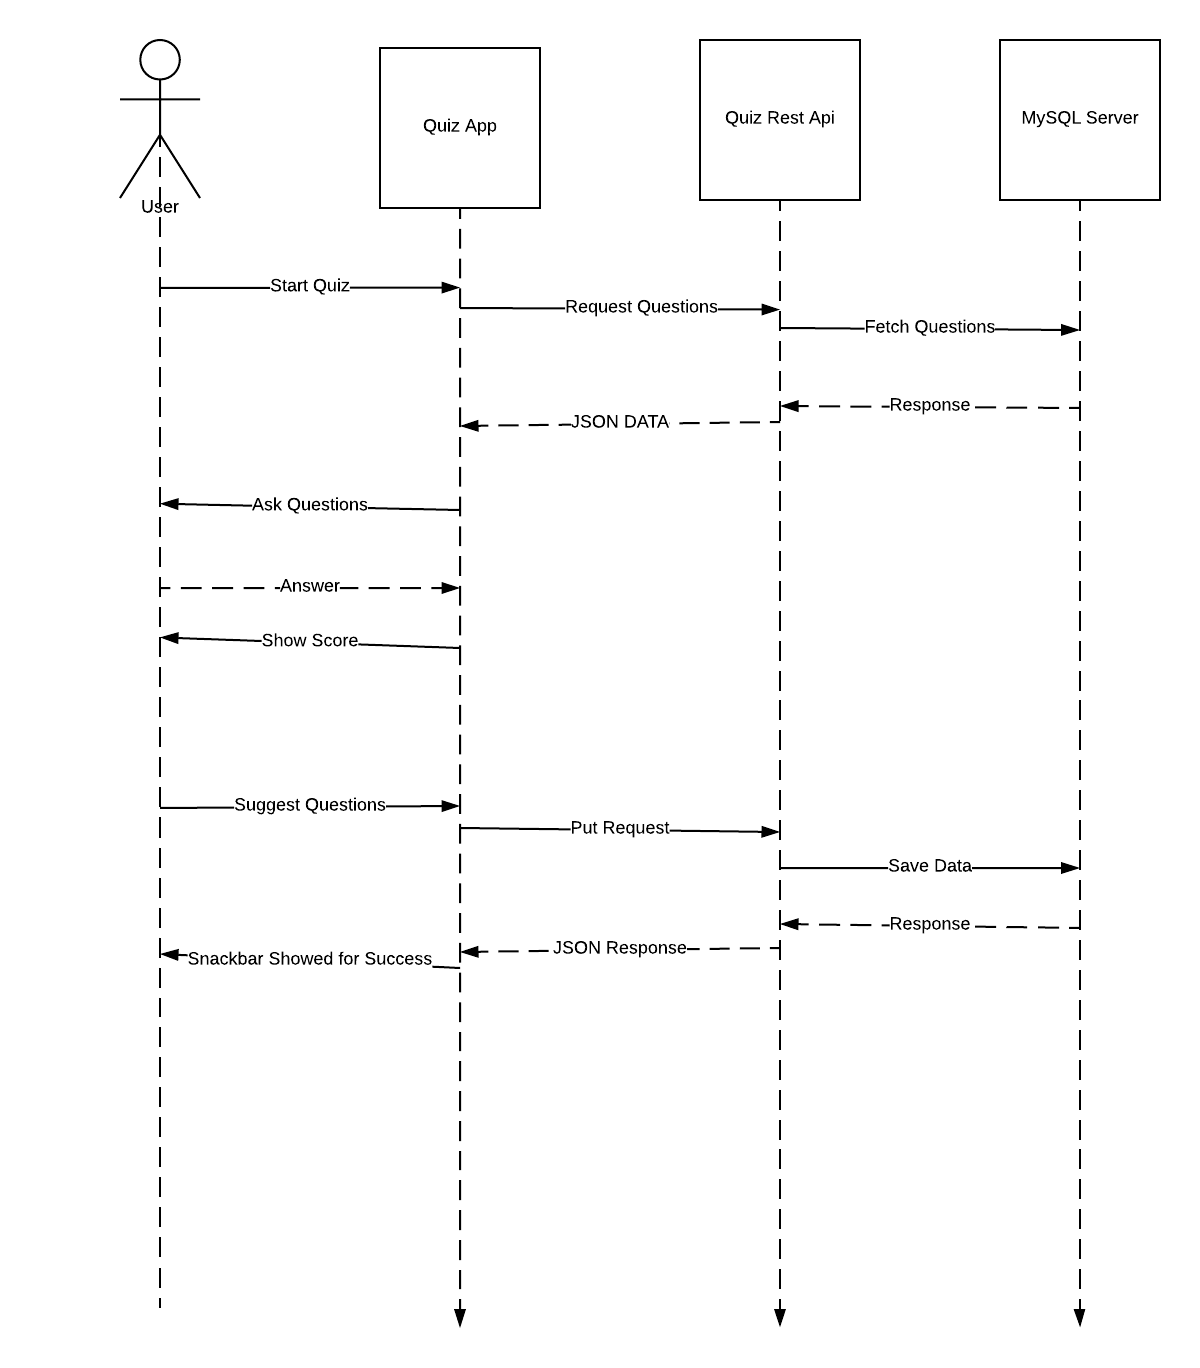 User
Quiz App
Quiz Rest Api
MySQL Server
Start Quiz
Request Questions
Fetch Questions
Response
JSON DATA
Ask Questions
Answer
Show Score
Suggest Questions
Put Request
Save Data
Response
JSON Response
Snackbar Showed for Success